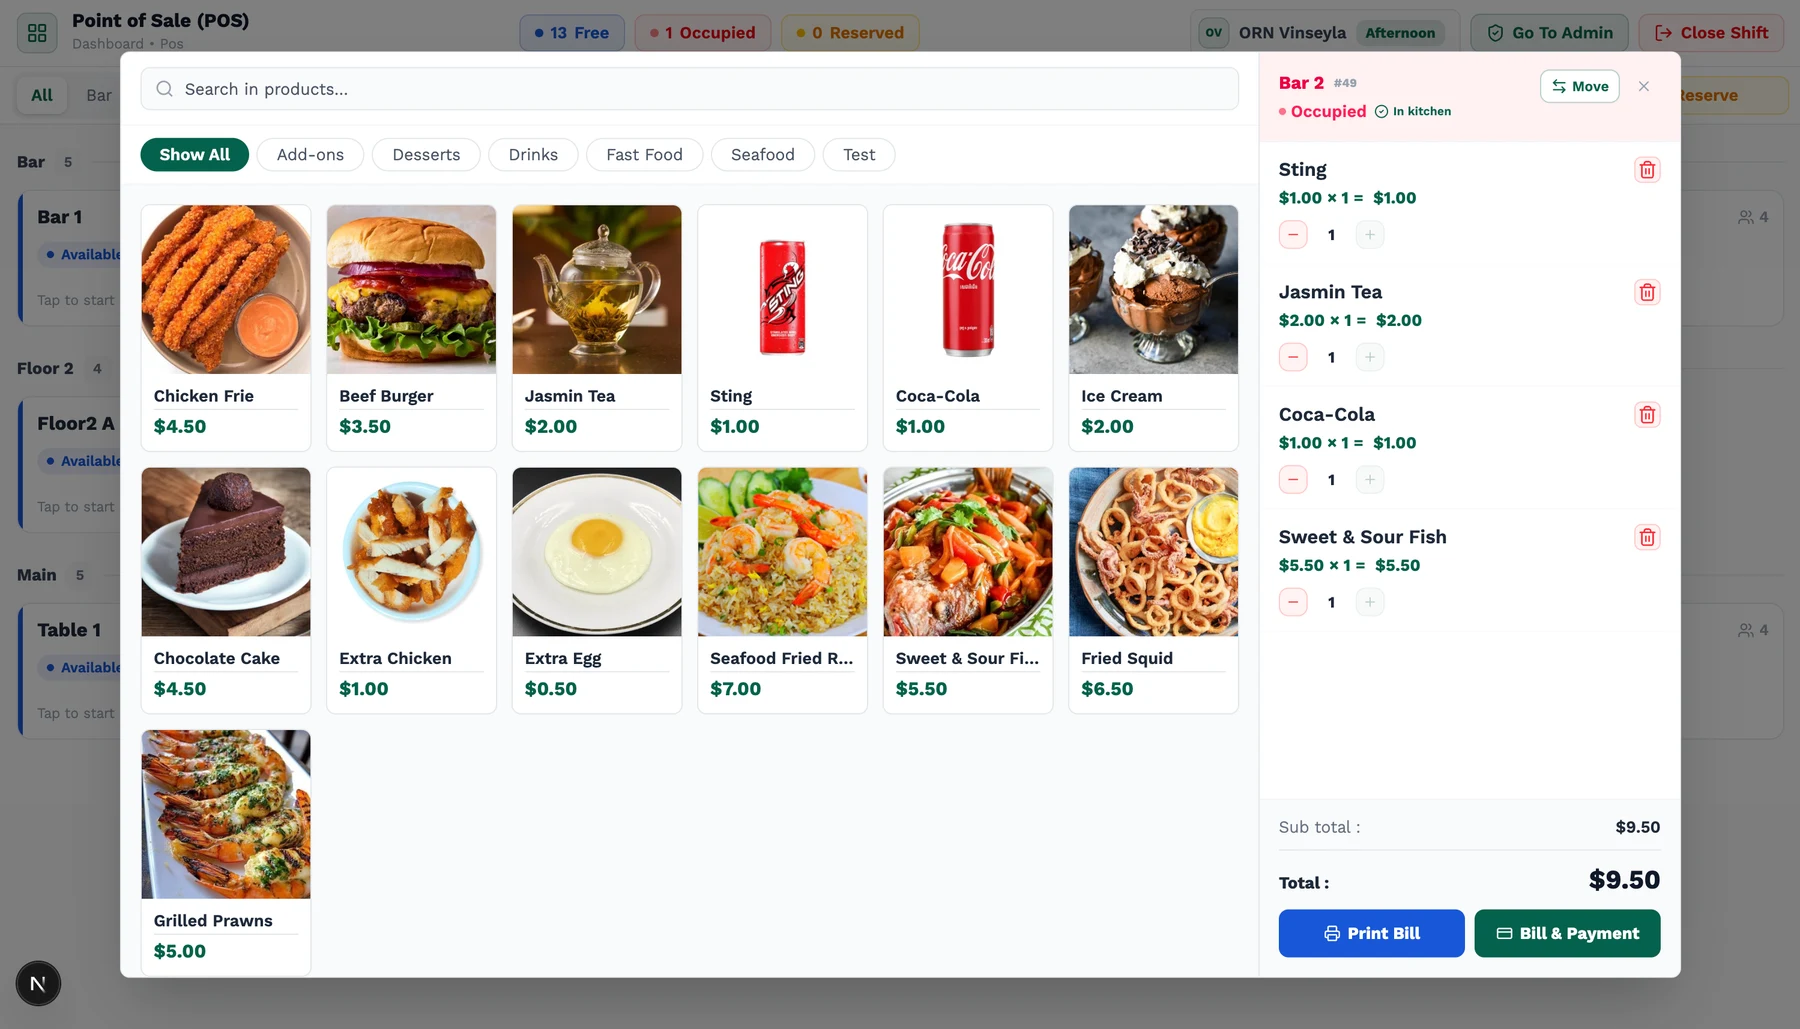 Point of Sale (POS)
Dashboard • Pos
13 Free
1 Occupied
0 Reserved
OV
ORN Vinseyla
Afternoon
Go To Admin
Close Shift
All
Bar
Reserve
Search in products...
Show All
Add-ons
Desserts
Drinks
Fast Food
Seafood
Test
Bar 5
Bar 1
Available
Tap to start
4
Floor 2 4
Floor2 A
Available
Tap to start
Main 5
Table 1
Available
Tap to start
4
Chicken Frie
$4.50
Beef Burger
$3.50
Jasmin Tea
$2.00
STING
Sting
$1.00
Coca-Cola
Coca-Cola
$1.00
Ice Cream
$2.00
Chocolate Cake
$4.50
Extra Chicken
$1.00
Extra Egg
$0.50
Seafood Fried R...
$7.00
Sweet & Sour Fi...
$5.50
Fried Squid
$6.50
Grilled Prawns
$5.00
Bar 2 #49
Occupied
In kitchen
Move
Sting
$1.00 × 1 = $1.00
1
Jasmin Tea
$2.00 × 1 = $2.00
1
Coca-Cola
$1.00 × 1 = $1.00
1
Sweet & Sour Fish
$5.50 × 1 = $5.50
1
Sub total : $9.50
Total : $9.50
Print Bill
Bill & Payment
N